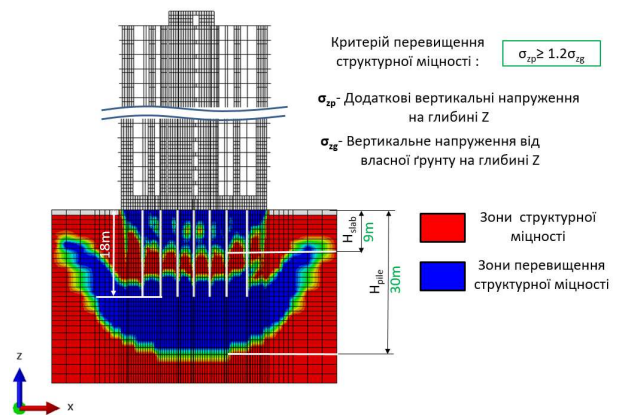 Критерій перевищення
структурної міцності :
σzp≥ 1.2σzg
σzp- Додаткові вертикальні напруження
на глибині Z
σzg- Вертикальне напруження від
власної ґрунту на глибині Z
18m
Hslab
9m
Hpile
30m
Зони структурної
міцності
Зони перевищення
структурної міцності
z
x